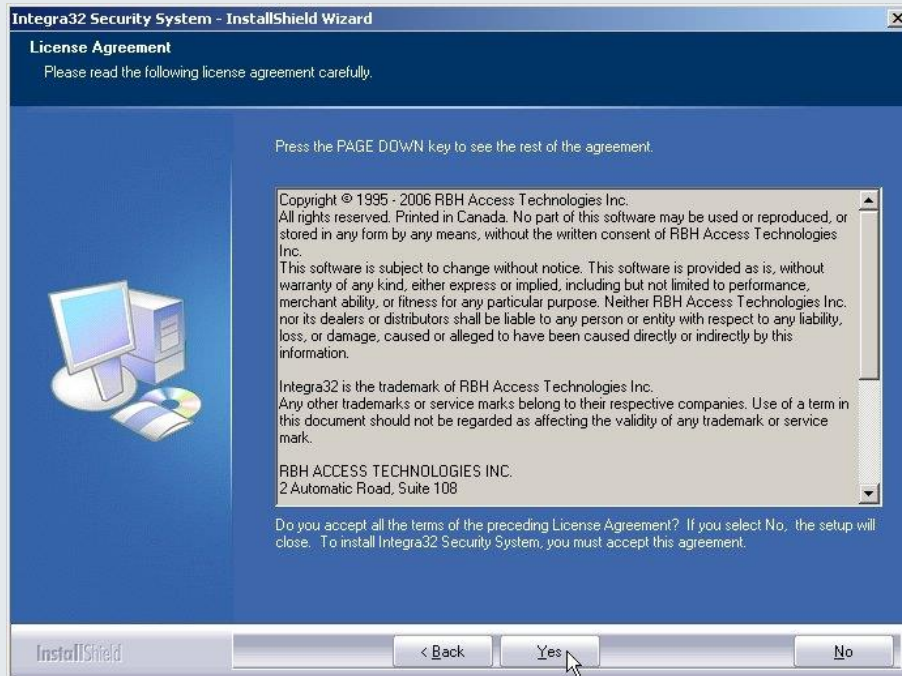 Integra32 Security System - InstallShield Wizard
License Agreement
Please read the following license agreement carefully.
Press the PAGE DOWN key to see the rest of the agreement.
Copyright © 1995 - 2006 RBH Access Technologies Inc.
All rights reserved. Printed in Canada. No part of this software may be used or reproduced, or
stored in any form by any means, without the written consent of RBH Access Technologies
Inc.
This software is subject to change without notice. This software is provided as is, without
warranty of any kind, either express or implied, including but not limited to performance,
merchant ability, or fitness for any particular purpose. Neither RBH Access Technologies Inc.
nor its dealers or distributors shall be liable to any person or entity with respect to any liability,
loss, or damage, caused or alleged to have been caused directly or indirectly by this
information.
Integra32 is the trademark of RBH Access Technologies Inc.
Any other trademarks or service marks belong to their respective companies. Use of a term in
this document should not be regarded as affecting the validity of any trademark or service
mark.
RBH ACCESS TECHNOLOGIES INC.
2 Automatic Road, Suite 108
Do you accept all the terms of the preceding License Agreement? If you select No, the setup will
close. To install Integra32 Security System, you must accept this agreement.
InstallShield
< Back
Yes
No